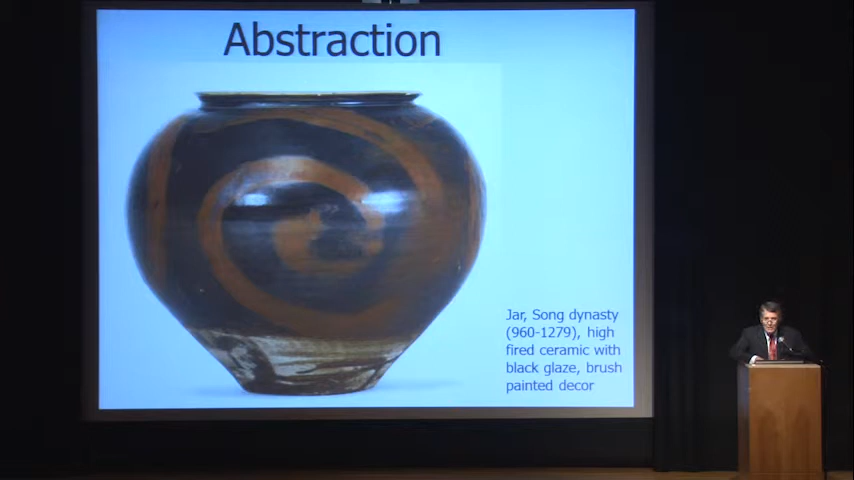 Abstraction
Jar, Song dynasty
(960-1279), high
fired ceramic with
black glaze, brush
painted decor